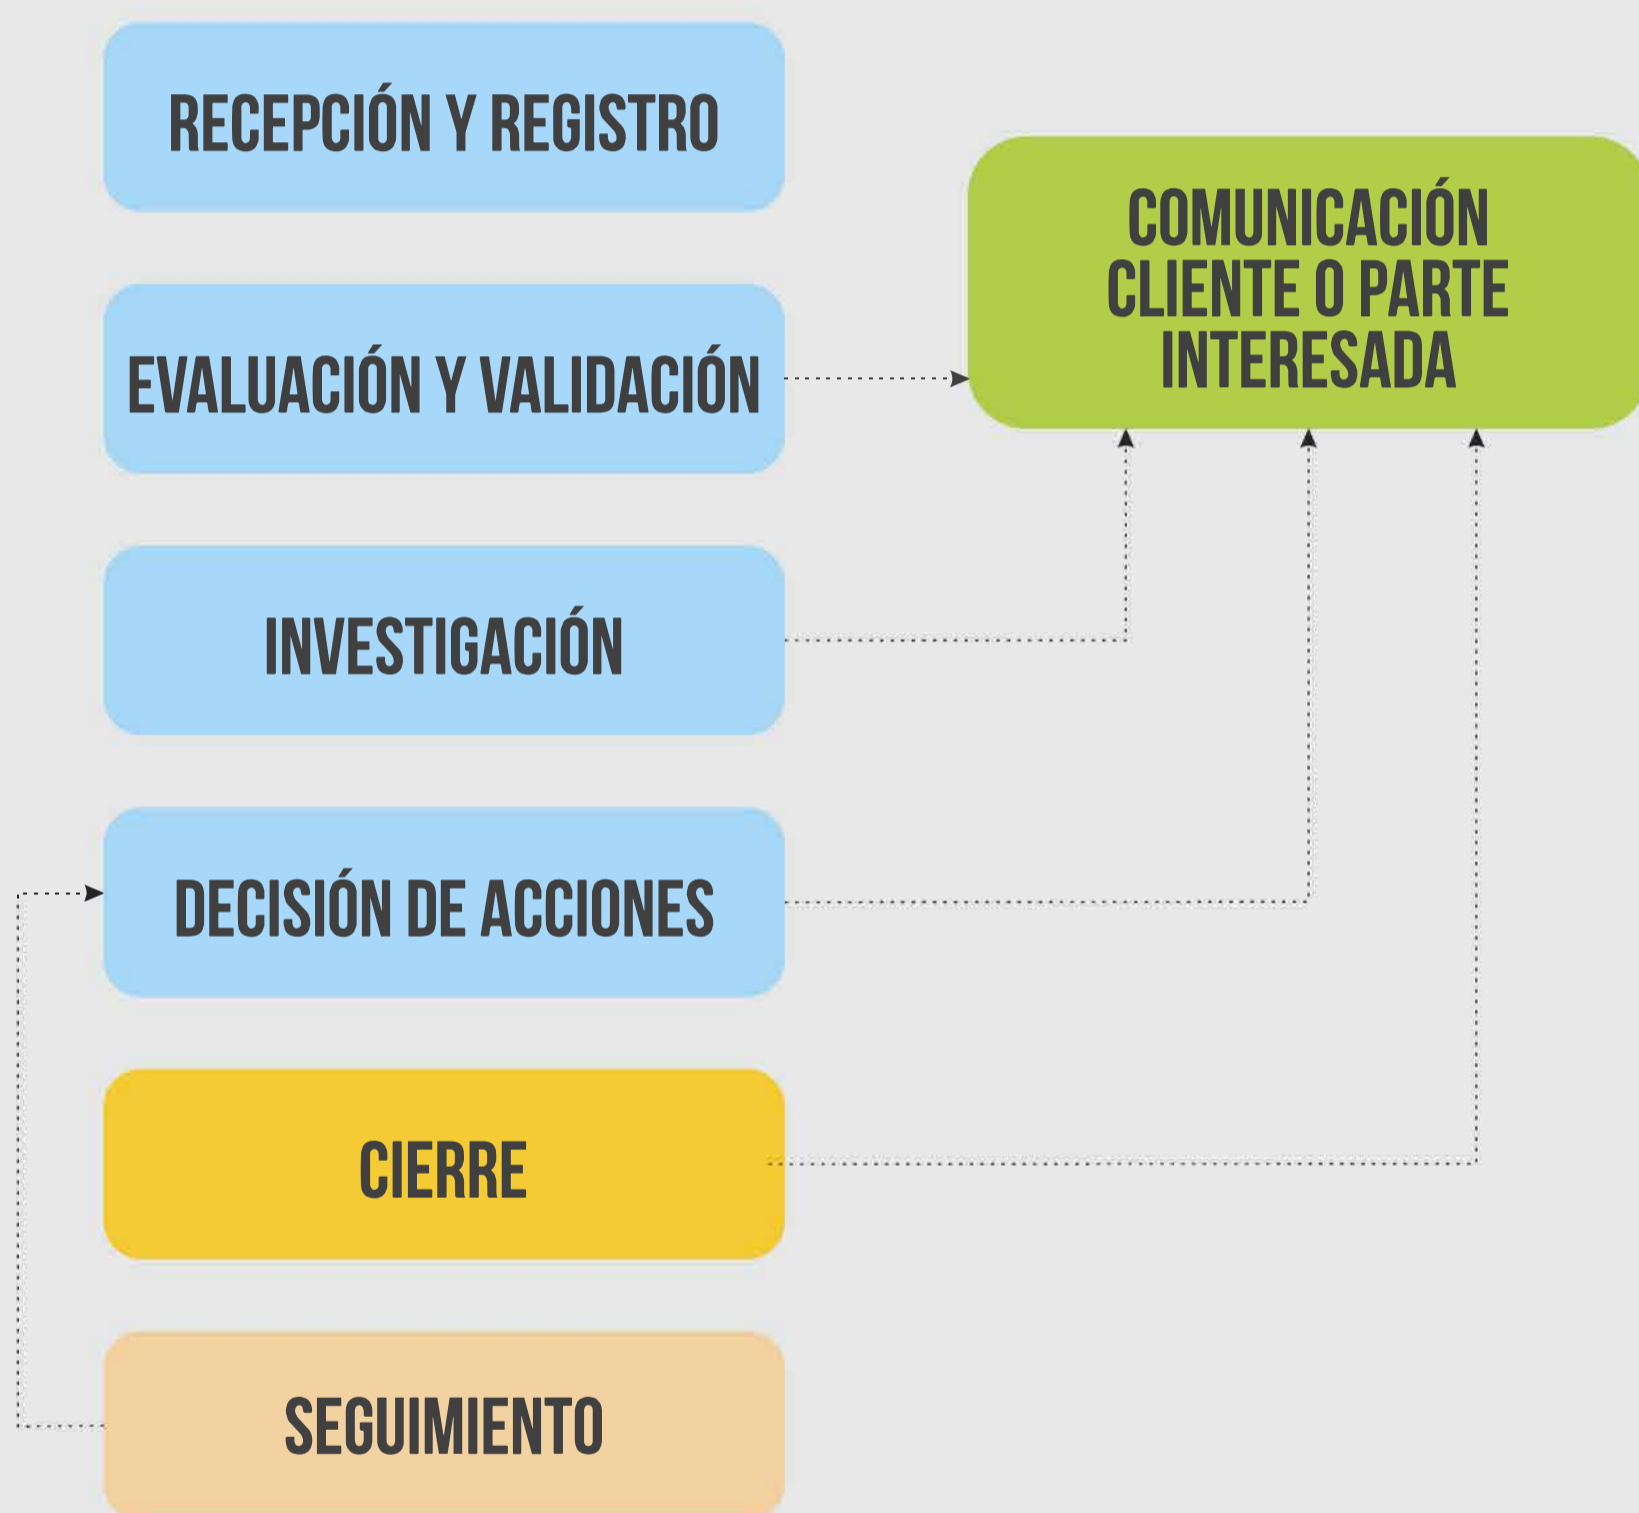 RECEPCIÓN Y REGISTRO
COMUNICACIÓN
CLIENTE O PARTE
INTERESADA
EVALUACIÓN Y VALIDACIÓN
INVESTIGACIÓN
DECISIÓN DE ACCIONES
CIERRE
SEGUIMIENTO